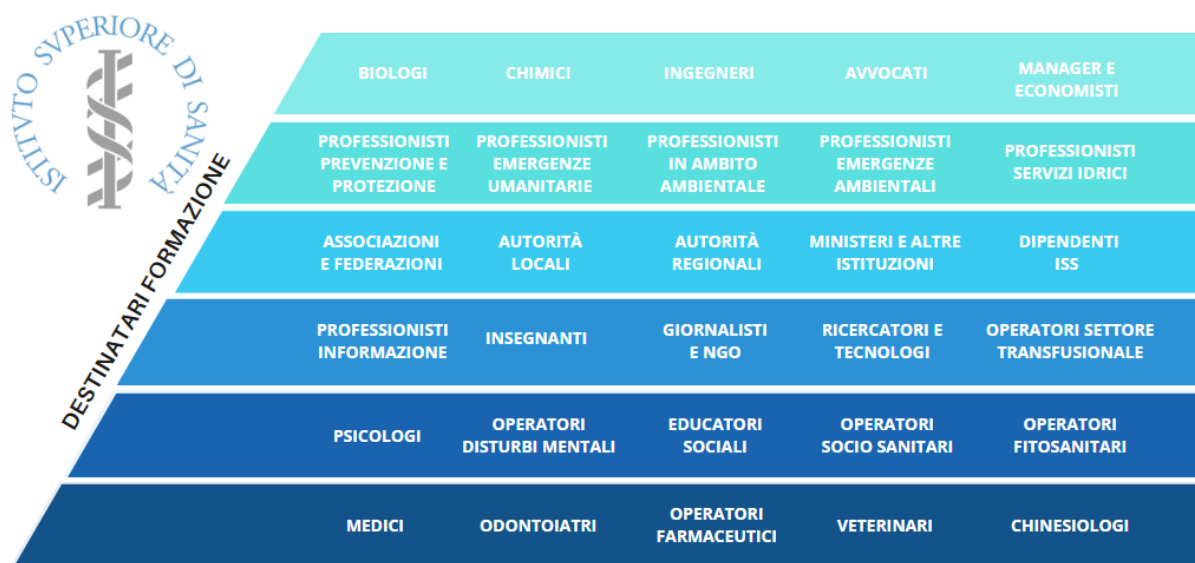 ISTITVTO SVPERIORE DI SANITÀ
DESTINATARI FORMAZIONE
BIOLOGI
CHIMICI
INGEGNERI
AVVOCATI
MANAGER E
ECONOMISTI
PROFESSIONISTI
PREVENZIONE E
PROTEZIONE
PROFESSIONISTI
EMERGENZE
UMANITARIE
PROFESSIONISTI
IN AMBITO
AMBIENTALE
PROFESSIONISTI
EMERGENZE
AMBIENTALI
PROFESSIONISTI
SERVIZI IDRICI
ASSOCIAZIONI
E FEDERAZIONI
AUTORITÀ
LOCALI
AUTORITÀ
REGIONALI
MINISTERI E ALTRE
ISTITUZIONI
DIPENDENTI
ISS
PROFESSIONISTI
INFORMAZIONE
INSEGNANTI
GIORNALISTI
E NGO
RICERCATORI E
TECNOLOGI
OPERATORI SETTORE
TRANSFUSIONALE
PSICOLOGI
OPERATORI
DISTURBI MENTALI
EDUCATORI
SOCIALI
OPERATORI
SOCIO SANITARI
OPERATORI
FITOSANITARI
MEDICI
ODONTOIATRI
OPERATORI
FARMACEUTICI
VETERINARI
CHINESIOLOGI